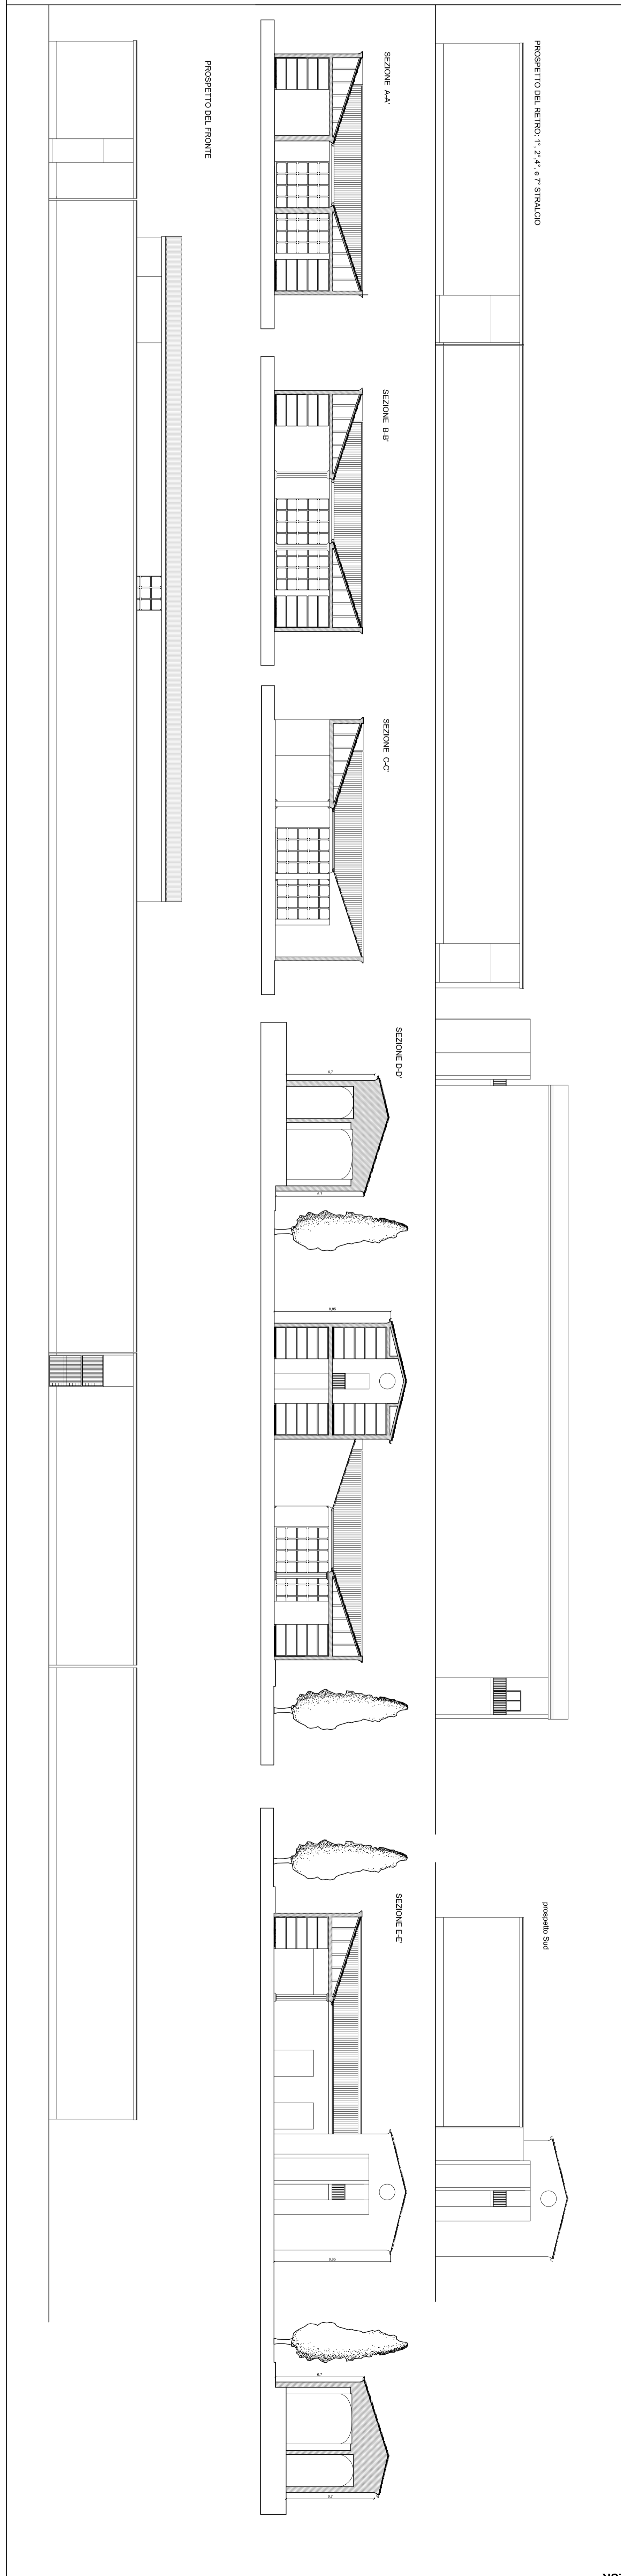 PROSPETTO DEL RETRO; 1°, 2°,4°, e 7° STRALCIO
prospetto Sud
SEZIONE A-A'
SEZIONE B-B'
SEZIONE C-C'
SEZIONE D-D'
SEZIONE E-E'
6,7
6,7
6,7
6,7
PROSPETTO DEL FRONTE